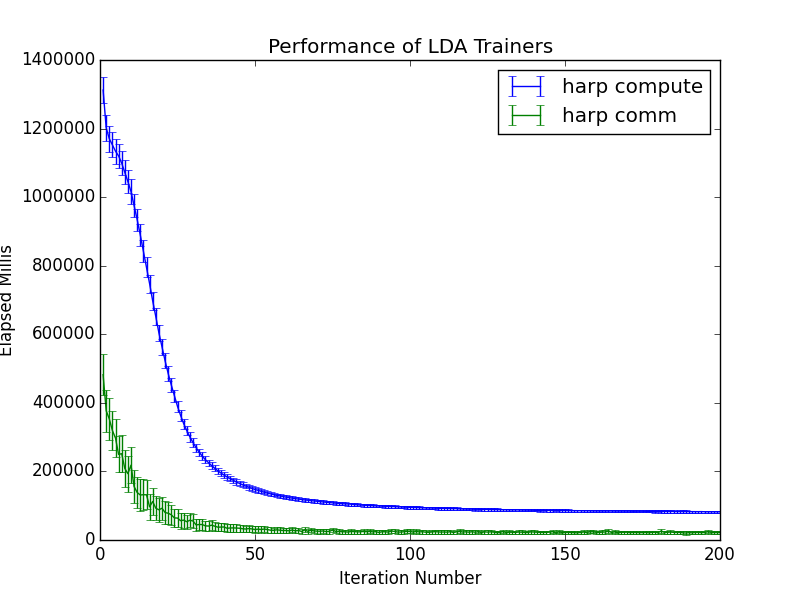 Performance of LDA Trainers
1400000
1200000
1000000
800000
600000
400000
200000
0
Elapsed Millis
harp compute
harp comm
0
50
100
150
200
Iteration Number